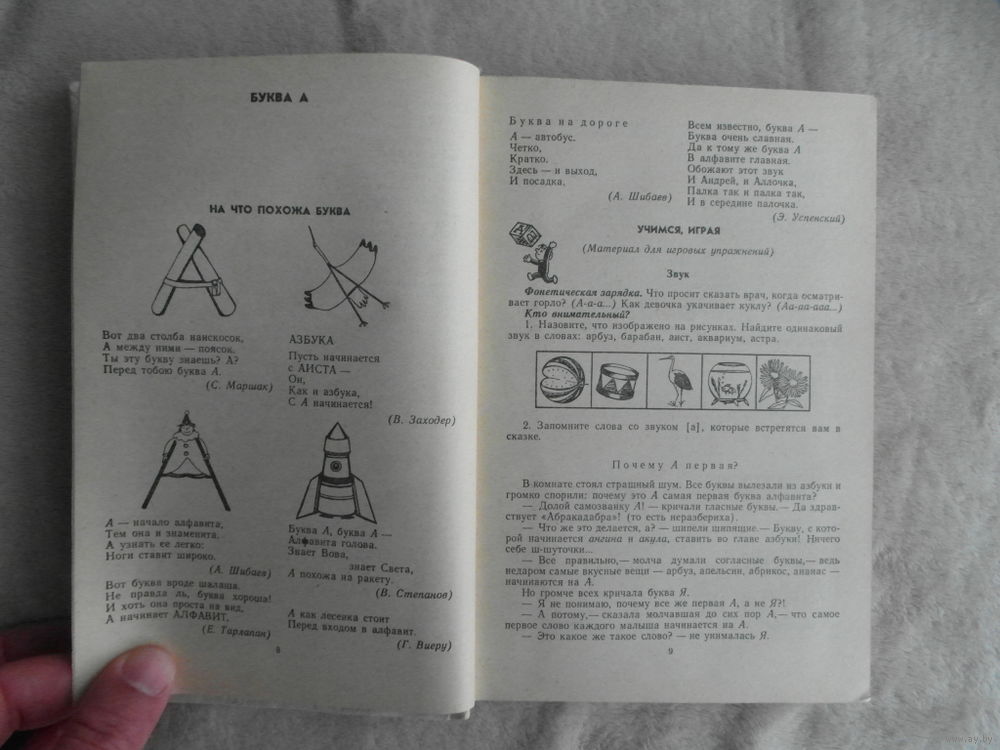 БУКВА А
НА ЧТО ПОХОЖА БУКВА
Вот два столба наискосок,
А между ними — поясок.
Ты эту букву знаешь? А?
Перед тобою буква А.
(С. Маршак)
АЗБУКА
Пусть начинается
с АИСТА —
Он,
Как и азбука,
С А начинается!
(В. Заходер)
А — начало алфавита,
Тем она и знаменита.
А узнать ее легко:
Ноги ставит широко.
(А. Шибаев)
Вот буква вроде шалаша.
Не правда ль, буква хороша!
И хоть она проста на вид,
А начинает АЛФАВИТ,
(Е. Тарлапан)
Буква А, буква А —
Алфавита голова.
Знает Вова,
знает Света,
А похожа на ракету.
(В. Степанов)
А как лесенка стоит
Перед входом в алфавит.
(Г. Виеру)
8
Буква на дороге
А — автобус.
Четко,
Кратко.
Здесь — и выход,
И посадка.
(А. Шибаев)
Всем известно, буква А —
Буква очень славная.
Да к тому же буква А
В алфавите главная.
Обожают этот звук
И Андрей, и Аллочка,
Палка так и палка так,
И в середине палочка.
(Э. Успенский)
УЧИМСЯ, ИГРАЯ
(Материал для игровых упражнений)
Звук
Фонетическая зарядка. Что просит сказать врач, когда осматри-
вает горло? (А-а-а...) Как девочка укачивает куклу? (Аа-аа-ааа...)
Кто внимательный?
1. Назовите, что изображено на рисунках. Найдите одинаковый
звук в словах: арбуз, барабан, аист, аквариум, астра.
2. Запомните слова со звуком [а], которые встретятся вам в
сказке.
Почему А первая?
В комнате стоял страшный шум. Все буквы вылезали из азбуки и
громко спорили: почему это А самая первая буква алфавита?
— Долой самозванку А! — кричали гласные буквы.— Да здрав-
ствует «Абракадабра»! (то есть неразбериха).
— Что же это делается, а? — шипели шипящие.— Букву, с кото-
рой начинается ангина и акула, ставить во главе азбуки! Ничего
себе ш-шуточки...
— Все правильно,— молча думали согласные буквы,— ведь
недаром самые вкусные вещи — арбуз, апельсин, абрикос, ананас —
начинаются на А.
Но громче всех кричала буква Я.
— Я не понимаю, почему все же первая А, а не Я?!
— А потому,— сказала молчавшая до сих пор А,— что самое
первое слово каждого малыша начинается на А.
— Это какое же такое слово? — не унималась Я.
9
www.ay.by